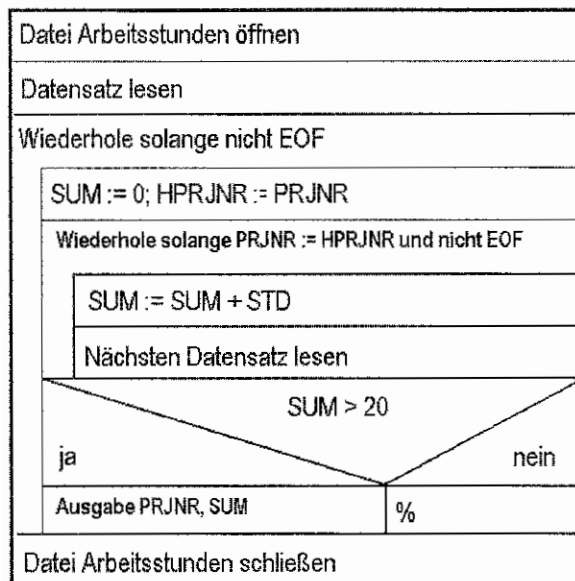 Datei Arbeitsstunden öffnen
Datensatz lesen
Wiederhole solange nicht EOF
SUM := 0; HPRJNR := PRJNR
Wiederhole solange PRJNR := HPRJNR und nicht EOF
SUM := SUM + STD
Nächsten Datensatz lesen
SUM > 20
ja nein
Ausgabe PRJNR, SUM %
Datei Arbeitsstunden schließen